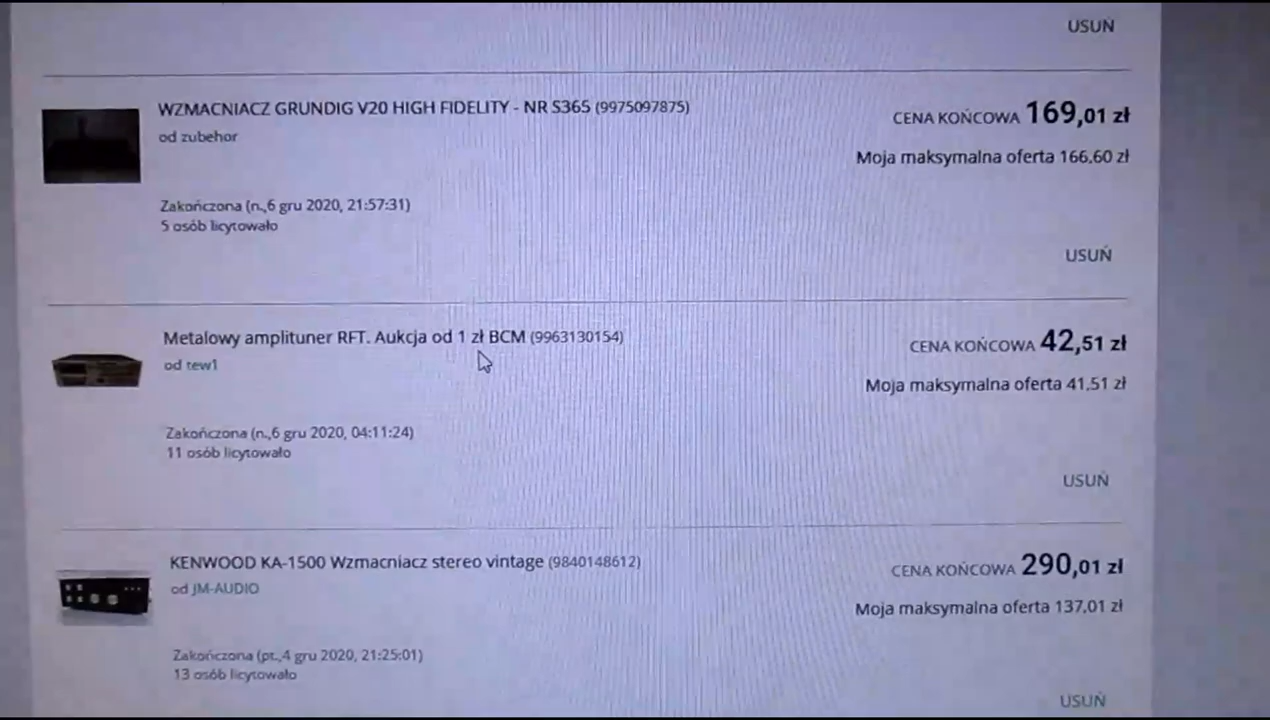 USUŃ
WZMACNIACZ GRUNDIG V20 HIGH FIDELITY - NR S365 (9975097875)
CENA KOŃCOWA 169,01 zł
od zubehor
Moja maksymalna oferta 166,60 zł
Zakończona (n.,6 gru 2020, 21:57:31)
5 osób licytowało
USUŃ
Metalowy amplituner RFT. Aukcja od 1 zł BCM (9963130154)
CENA KOŃCOWA 42,51 zł
od tew1
Moja maksymalna oferta 41,51 zł
Zakończona (n.,6 gru 2020, 04:11:24)
11 osób licytowało
USUŃ
KENWOOD KA-1500 Wzmacniacz stereo vintage (9840148612)
CENA KOŃCOWA 290,01 zł
od JM-AUDIO
Moja maksymalna oferta 137,01 zł
Zakończona (pt.,4 gru 2020, 21:25:01)
13 osób licytowało
USUŃ